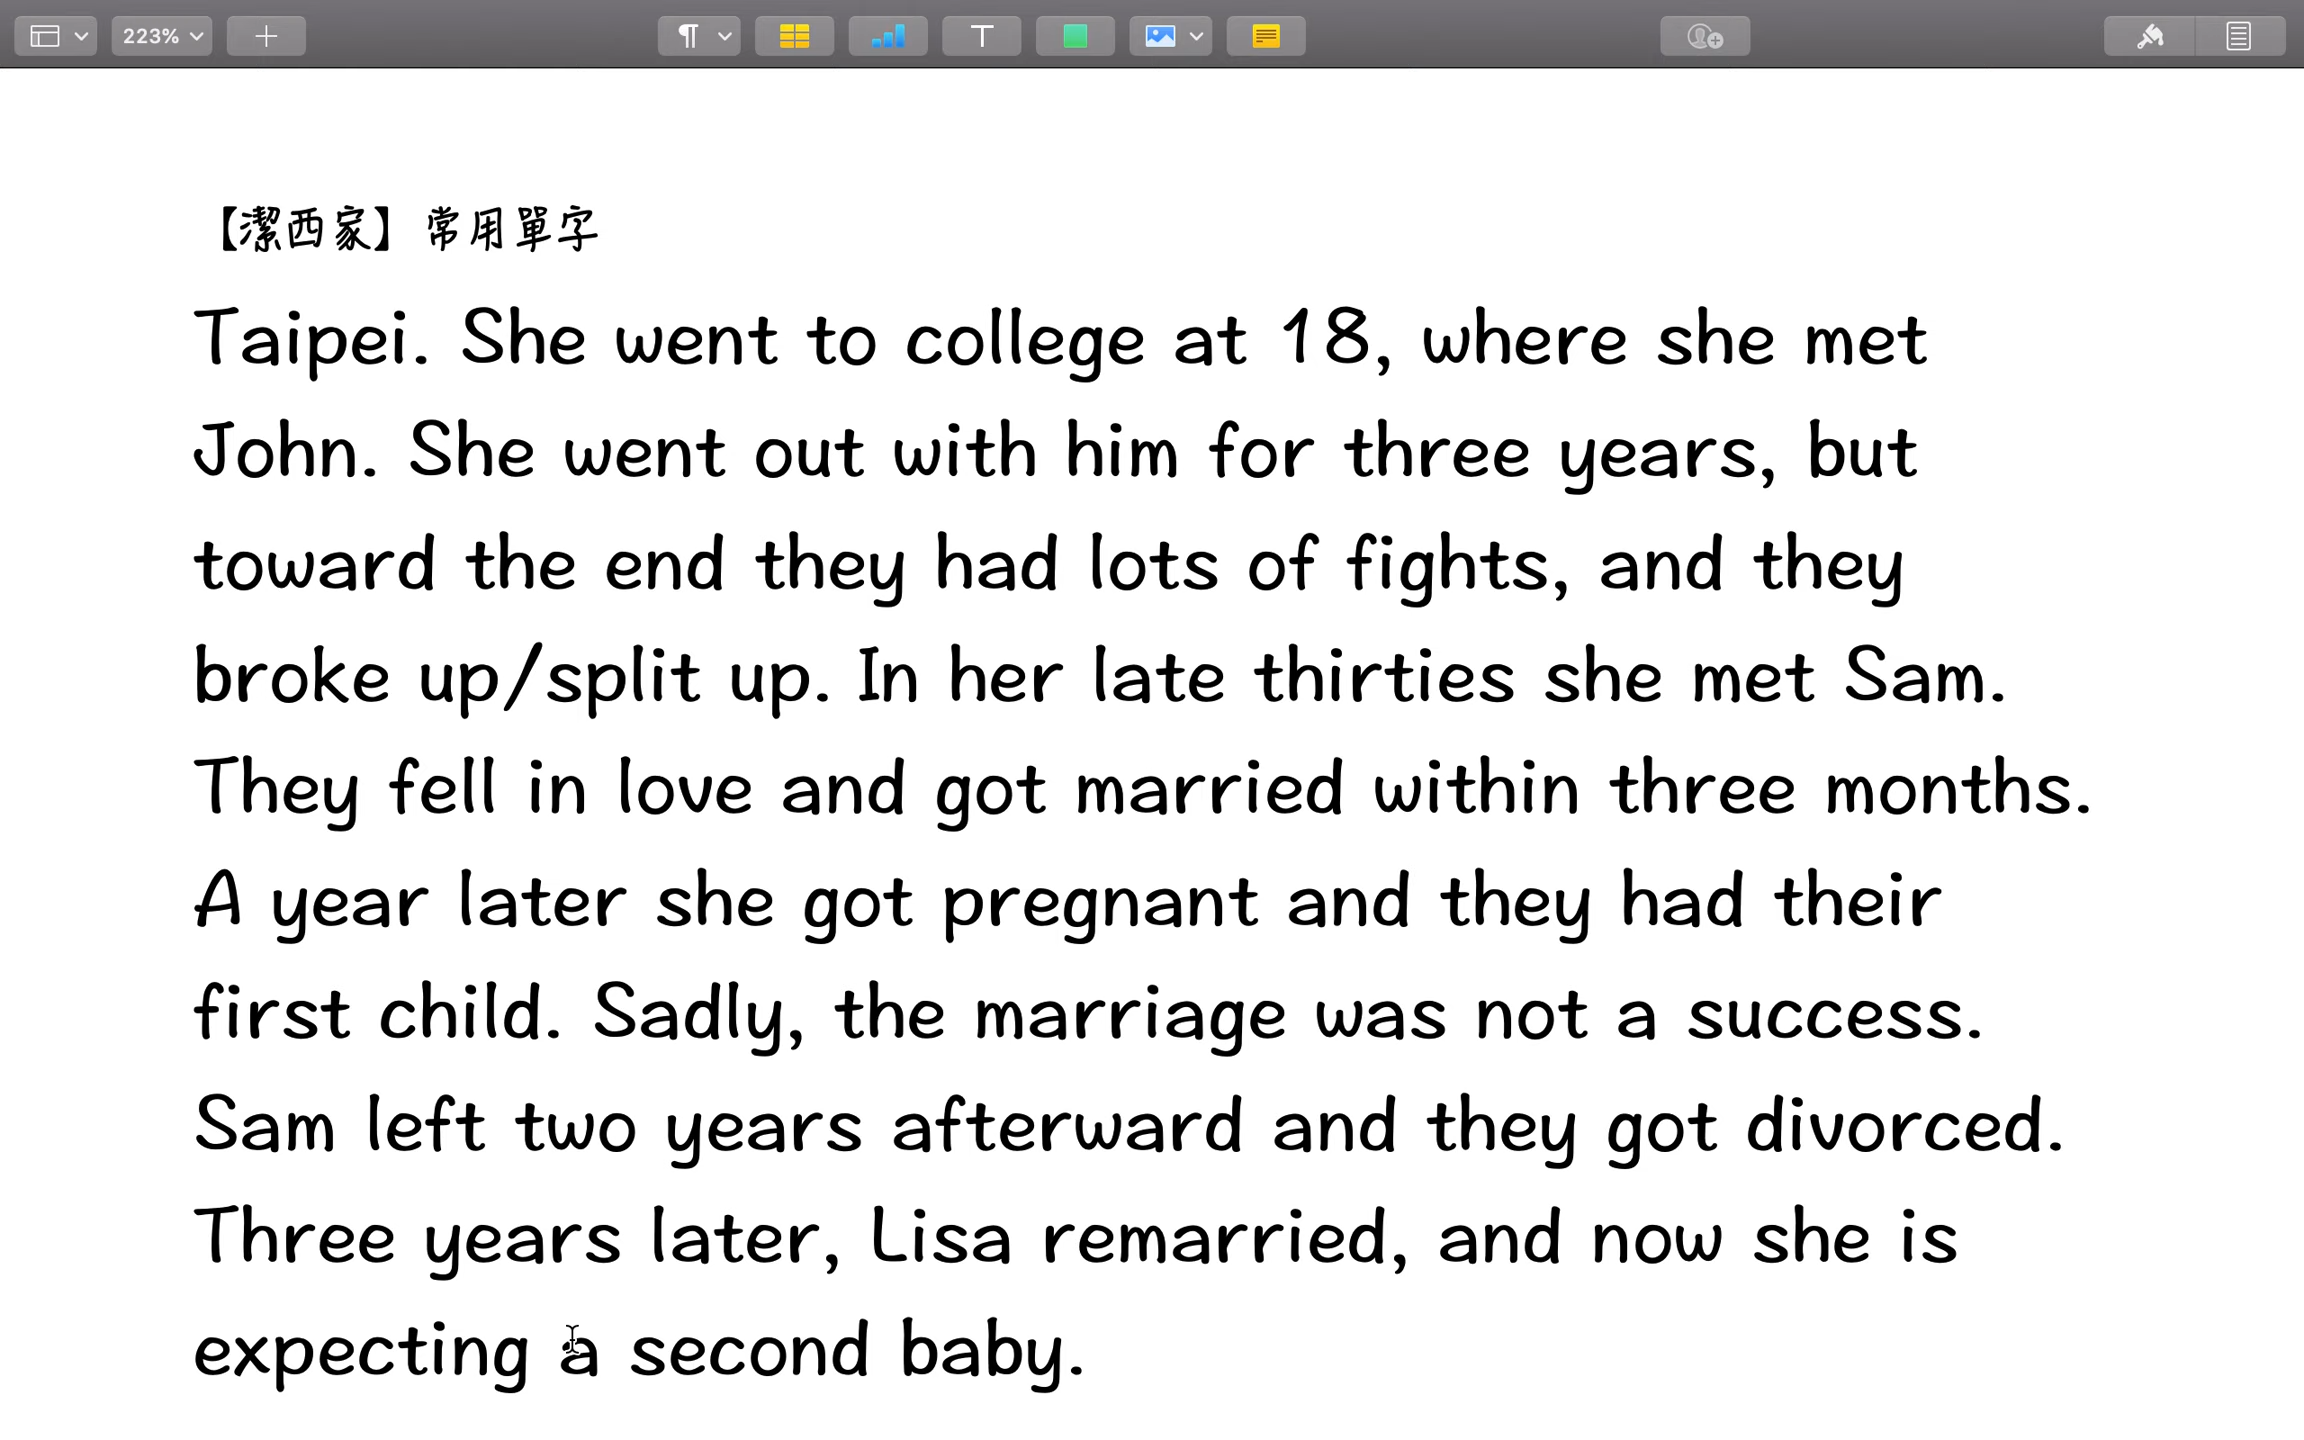 223%
【潔西家】常用單字
Taipei. She went to college at 18, where she met
John. She went out with him for three years, but
toward the end they had lots of fights, and they
broke up/split up. In her late thirties she met Sam.
They fell in love and got married within three months.
A year later she got pregnant and they had their
first child. Sadly, the marriage was not a success.
Sam left two years afterward and they got divorced.
Three years later, Lisa remarried, and now she is
expecting a second baby.